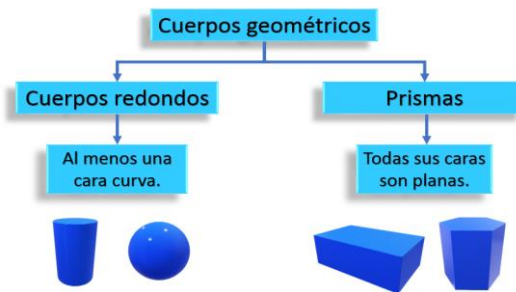 Cuerpos geométricos
Cuerpos redondos
Prismas
Al menos una
cara curva.
Todas sus caras
son planas.